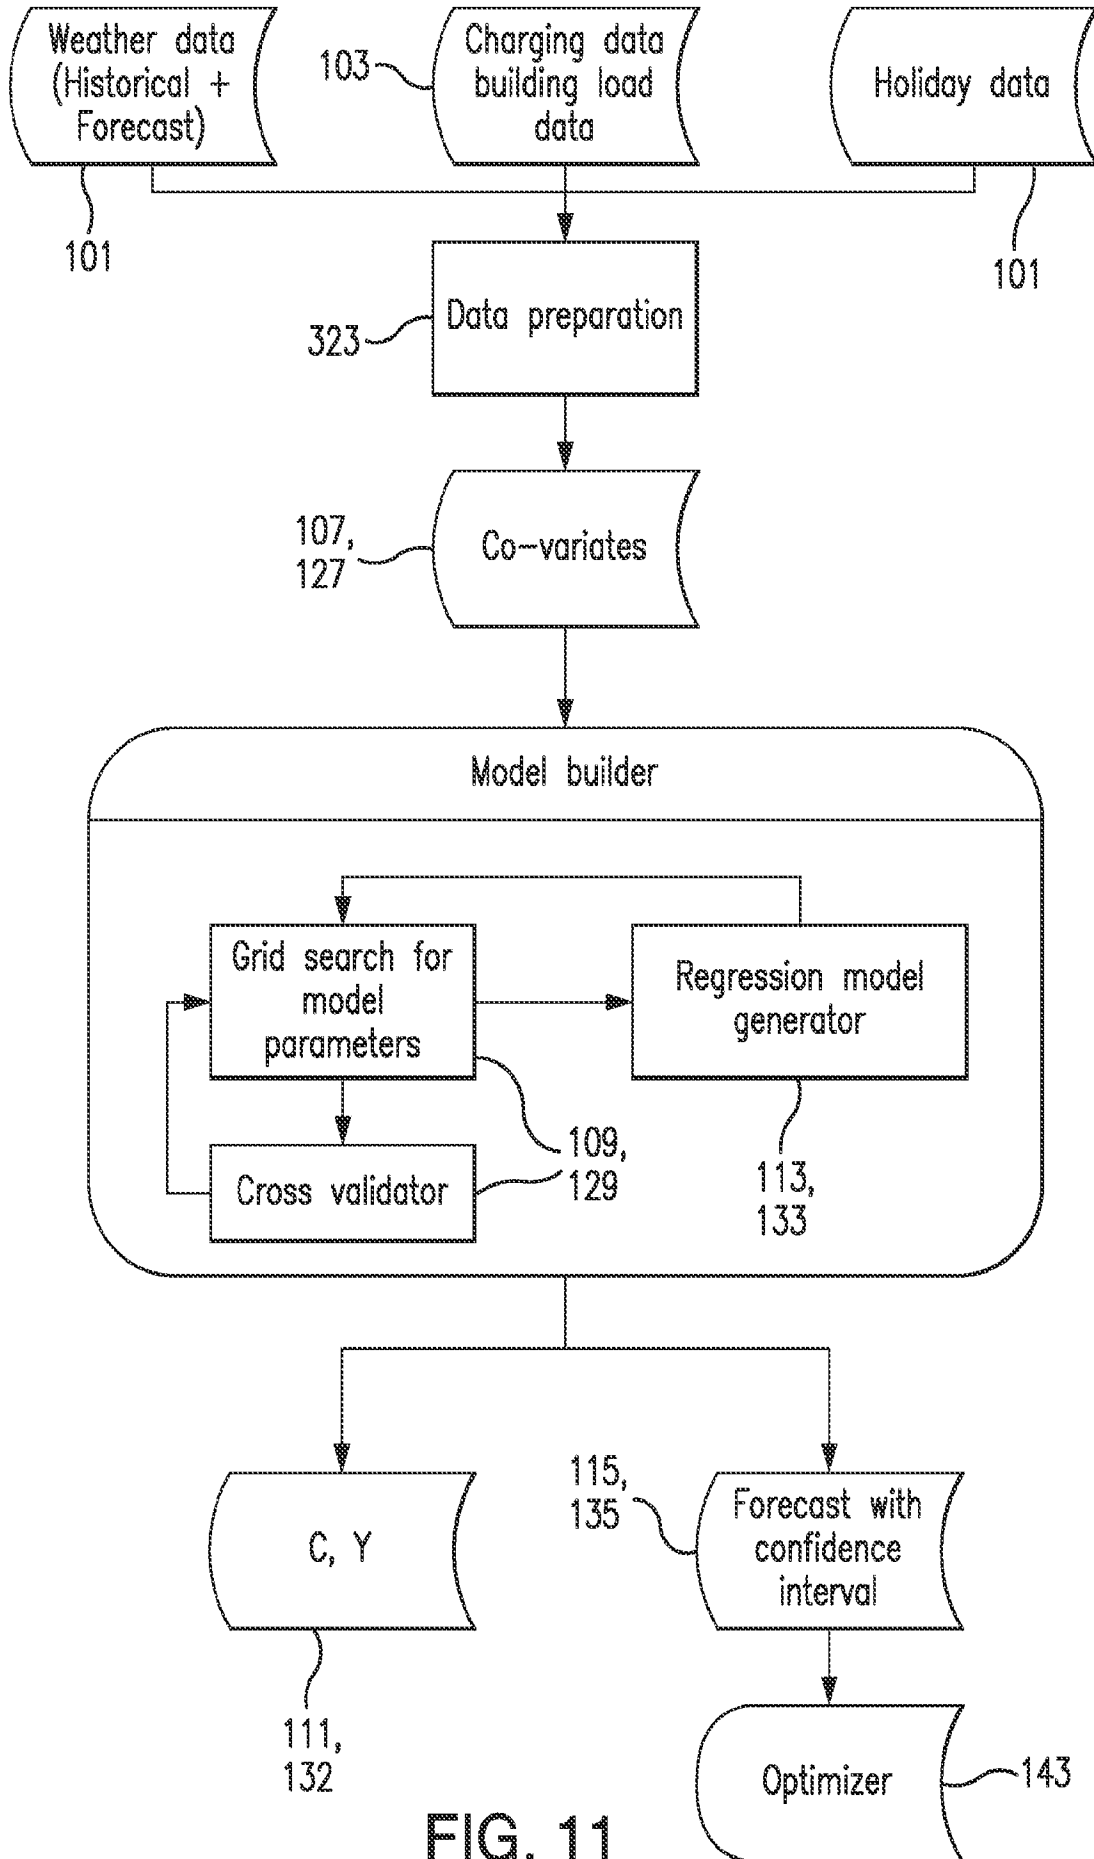 Weather data
(Historical +
Forecast)
103
Charging data
building load
data
Holiday data
101
101
323
Data preparation
107,
127
Co-variates
Model builder
Grid search for
model
parameters
Regression model
generator
109,
129
Cross validator
113,
133
115,
135
C, Y
Forecast with
confidence
interval
111,
132
Optimizer
143
FIG. 11